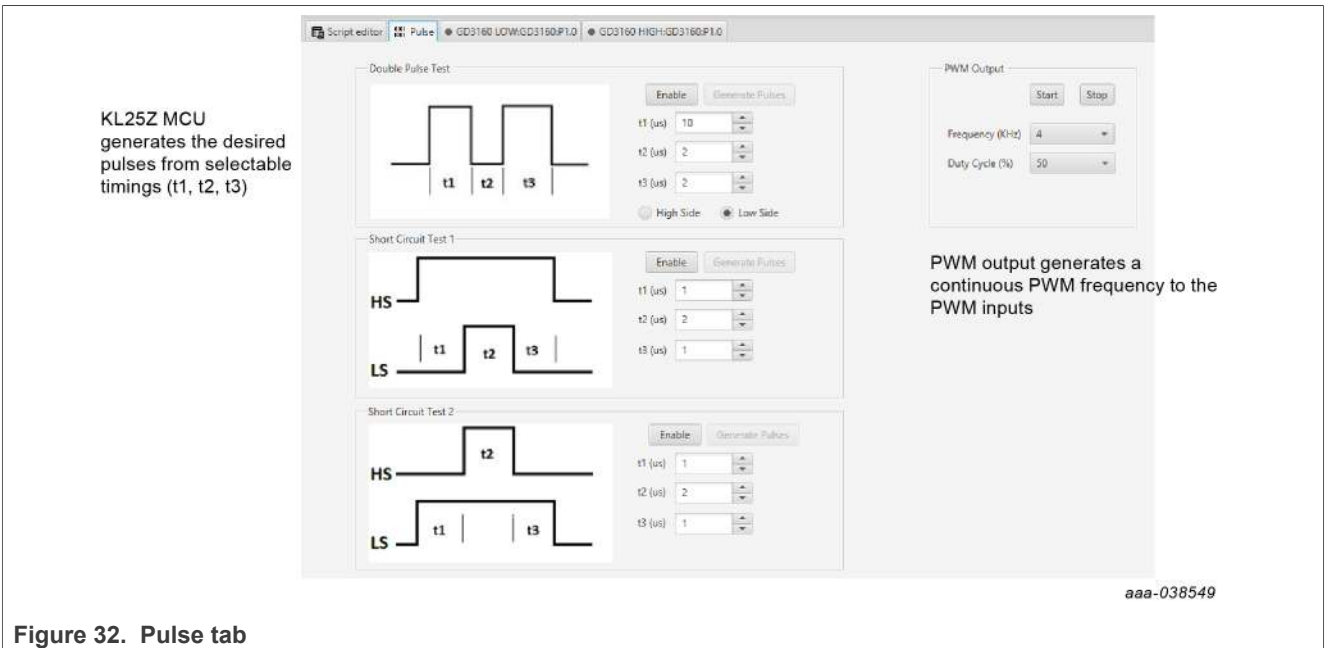 Script editor Pulse GD3160 LOW:GD3160:P1.0 GD3160 HIGH:GD3160:P1.0
KL25Z MCU
generates the desired
pulses from selectable
timings (t1, t2, t3)
Double Pulse Test
t1 t2 t3
Enable Generate Pulses
t1 (us) 10
t2 (us) 2
t3 (us) 2
High Side Low Side
Short Circuit Test 1
HS
t1 t2 t3
LS
Enable Generate Pulses
t1 (us) 1
t2 (us) 2
t3 (us) 1
Short Circuit Test 2
t2
HS
t1 t3
LS
Enable Generate Pulses
t1 (us) 1
t2 (us) 2
t3 (us) 1
PWM Output
Start Stop
Frequency (KHz) 4
Duty Cycle (%) 50
PWM output generates a
continuous PWM frequency to the
PWM inputs
aaa-038549
Figure 32. Pulse tab